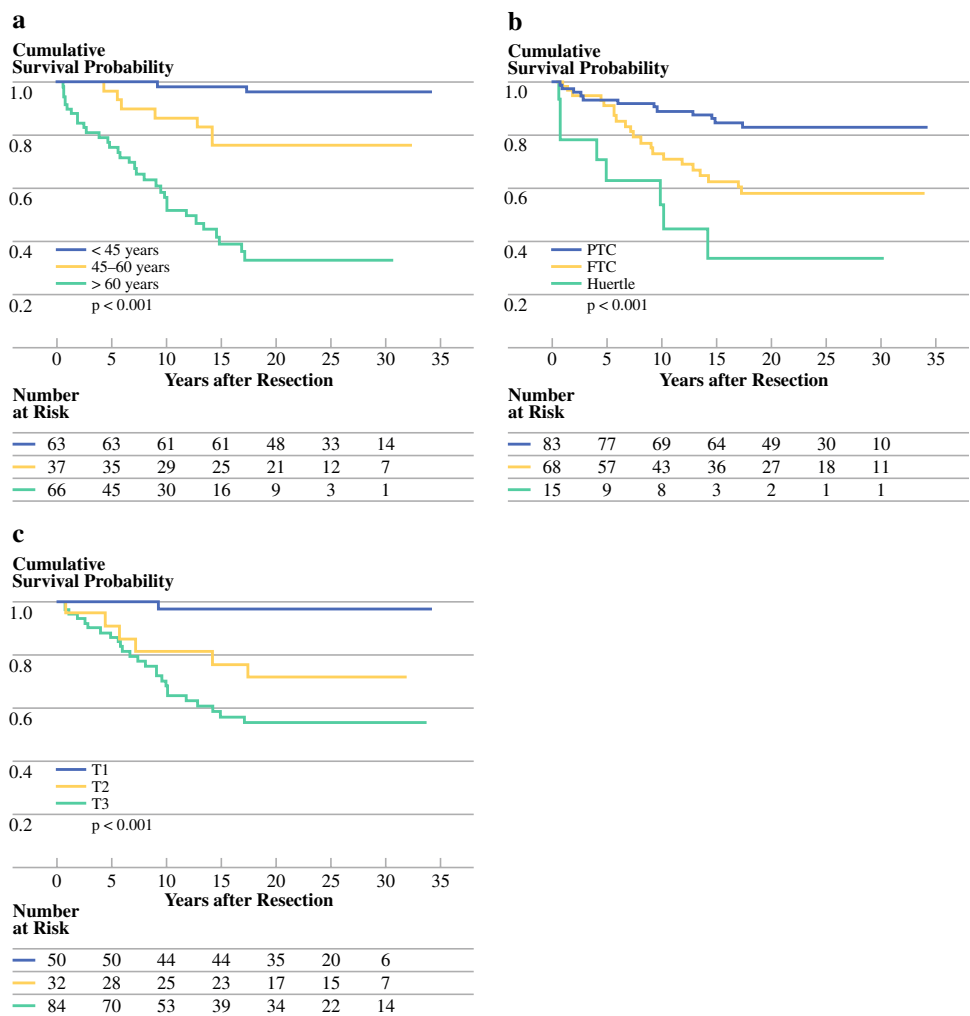 a
Cumulative
Survival Probability
1.0
0.8
0.6
0.4
0.2
< 45 years
45–60 years
> 60 years
p < 0.001
0 5 10 15 20 25 30 35
Years after Resection
Number
at Risk
63 63 61 61 48 33 14
37 35 29 25 21 12 7
66 45 30 16 9 3 1
b
Cumulative
Survival Probability
1.0
0.8
0.6
0.4
0.2
PTC
FTC
Huertle
p < 0.001
0 5 10 15 20 25 30 35
Years after Resection
Number
at Risk
83 77 69 64 49 30 10
68 57 43 36 27 18 11
15 9 8 3 2 1 1
c
Cumulative
Survival Probability
1.0
0.8
0.6
0.4
0.2
T1
T2
T3
p < 0.001
0 5 10 15 20 25 30 35
Years after Resection
Number
at Risk
50 50 44 44 35 20 6
32 28 25 23 17 15 7
84 70 53 39 34 22 14